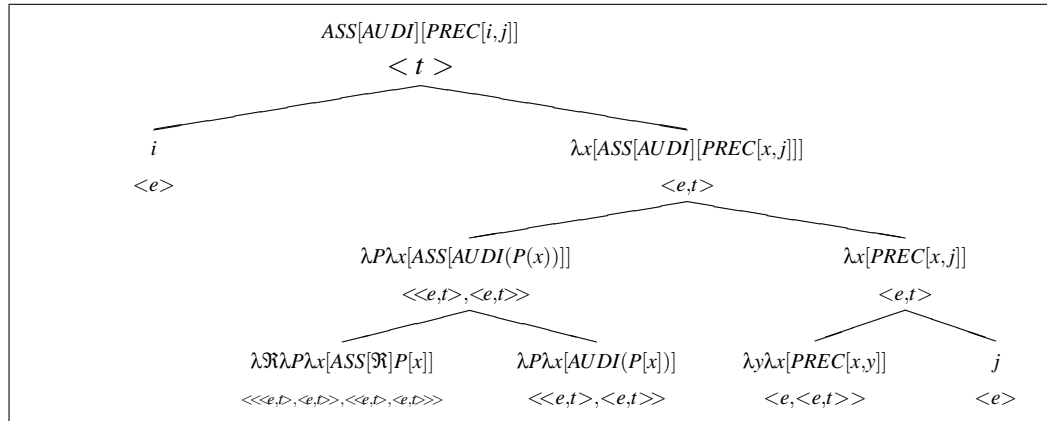 ASS[AUDI][PREC[i,j]]
<t>
i λx[ASS[AUDI][PREC[x,j]]]
<e> <e,t>
λPλx[ASS[AUDI(P(x))]] λx[PREC[x,j]]
<<e,t>,<e,t>> <e,t>
λℜλPλx[ASS[ℜ]P[x]] λPλx[AUDI(P[x])] λyλx[PREC[x,y]] j
<<<e,t>,<e,t>>,<<e,t>,<e,t>>> <<e,t>,<e,t>> <e,<e,t>> <e>